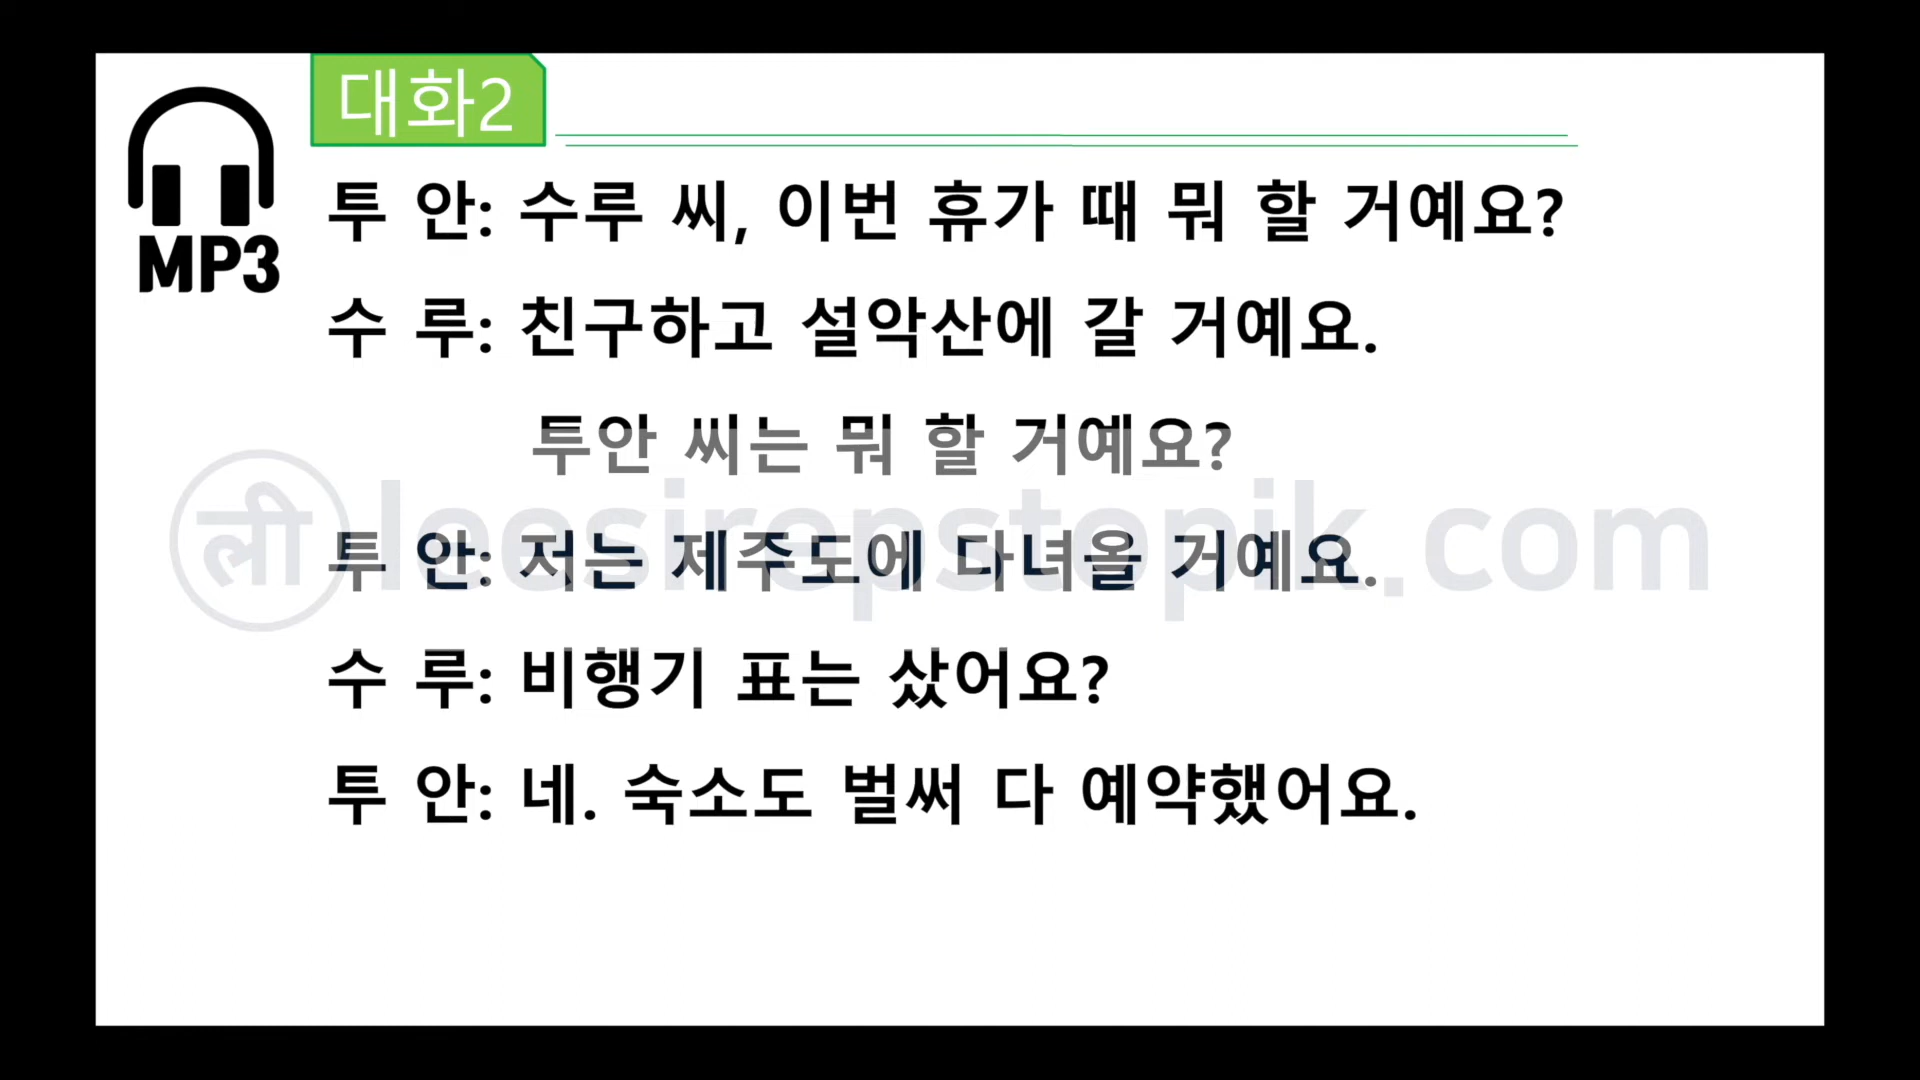 대화2
MP3
투 안: 수루 씨, 이번 휴가 때 뭐 할 거예요?
수 루: 친구하고 설악산에 갈 거예요.
투안 씨는 뭐 할 거예요?
ली leesirepstopik.com
투 안: 저는 제주도에 다녀올 거예요.
수 루: 비행기 표는 샀어요?
투 안: 네. 숙소도 벌써 다 예약했어요.